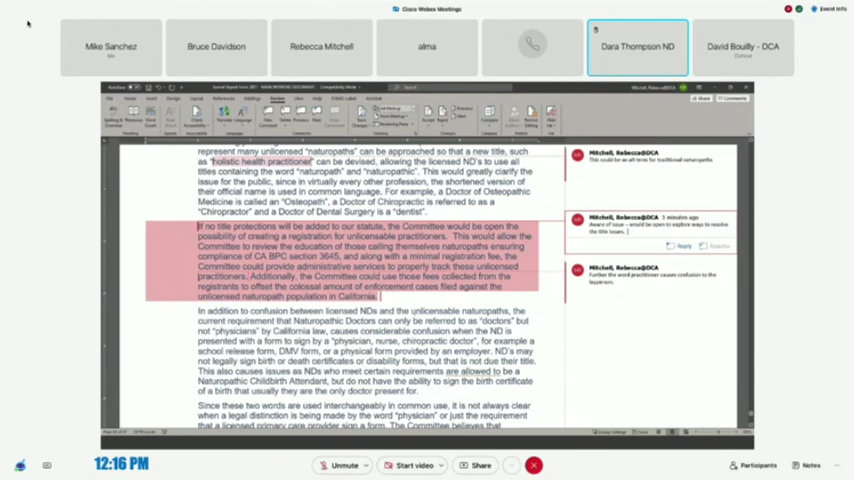 Cisco Webex Meetings
Event Info
Mike Sanchez
Me
Bruce Davidson
Rebecca Mitchell
alma
Dara Thompson ND
David Bouilly - DCA
Cohost
AutoSave
Search
File
References
Mailings
Review
View
Help
Acrobat
Share
Comments
represent many unlicensed “naturopaths” can be approached so that a new title, such
as “holistic health practitioner” can be devised, allowing the licensed ND’s to use all
titles containing the word “naturopath” and “naturopathic”. This would greatly clarify the
issue for the public, since in virtually every other profession, the shortened version of
their official name is used in common language. For example, a Doctor of Osteopathic
Medicine is called an “Osteopath”, a Doctor of Chiropractic is referred to as a
“Chiropractor” and a Doctor of Dental Surgery is a “dentist”.
If no title protections will be added to our statute, the Committee would be open the
possibility of creating a registration for unlicensable practitioners. This would allow the
Committee to review the education of those calling themselves naturopaths ensuring
compliance of CA BPC section 3645, and along with a minimal registration fee, the
Committee could provide administrative services to properly track these unlicensed
practitioners. Additionally, the Committee could use those fees collected from the
registrants to offset the colossal amount of enforcement cases filed against the
unlicensed naturopath population in California.
In addition to confusion between licensed NDs and the unlicensable naturopaths, the
current requirement that Naturopathic Doctors can only be referred to as “doctors” but
not “physicians” by California law, causes considerable confusion when the ND is
presented with a form to sign by a “physician, nurse, chiropractic doctor”, for example a
school release form, DMV form, or a physical form provided by an employer. ND’s may
not legally sign birth or death certificates or disability forms, but that is not due their title.
This also causes issues as NDs who meet certain requirements are allowed to be a
Naturopathic Childbirth Attendant, but do not have the ability to sign the birth certificate
of a birth that usually they are the only doctor present for.
Since these two words are used interchangeably in common use, it is not always clear
when a legal distinction is being made by the word “physician” or just the requirement
that a licensed primary care provider sign a form. The Committee believes that
Mitchell, Rebecca@DCA
This could be an alt term for traditional naturopaths
Mitchell, Rebecca@DCA 3 minutes ago
Aware of issue – would be open to explore ways to resolve
the title issues.
Reply
Resolve
Mitchell, Rebecca@DCA
Further the word practitioner causes confusion to the
layperson.
12:16 PM
Unmute
Start video
Share
Participants
Notes